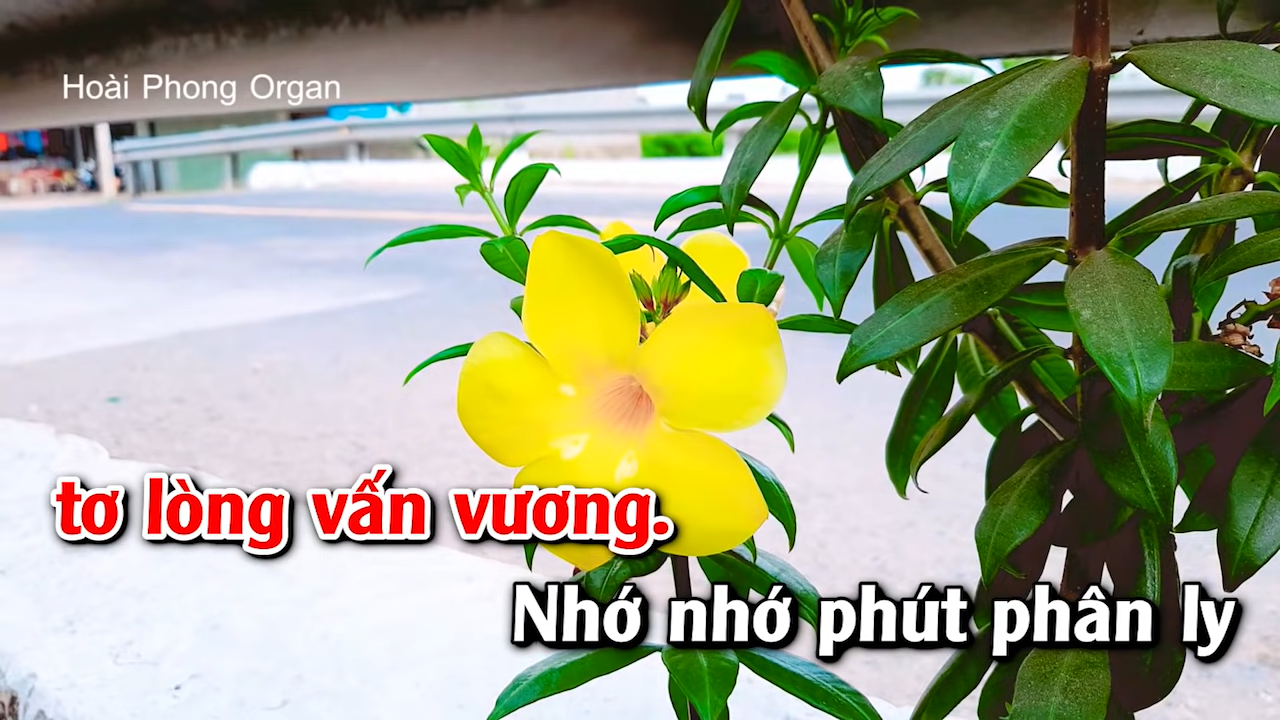 Hoài Phong Organ
tơ lòng vấn vương.
Nhớ nhớ phút phân ly